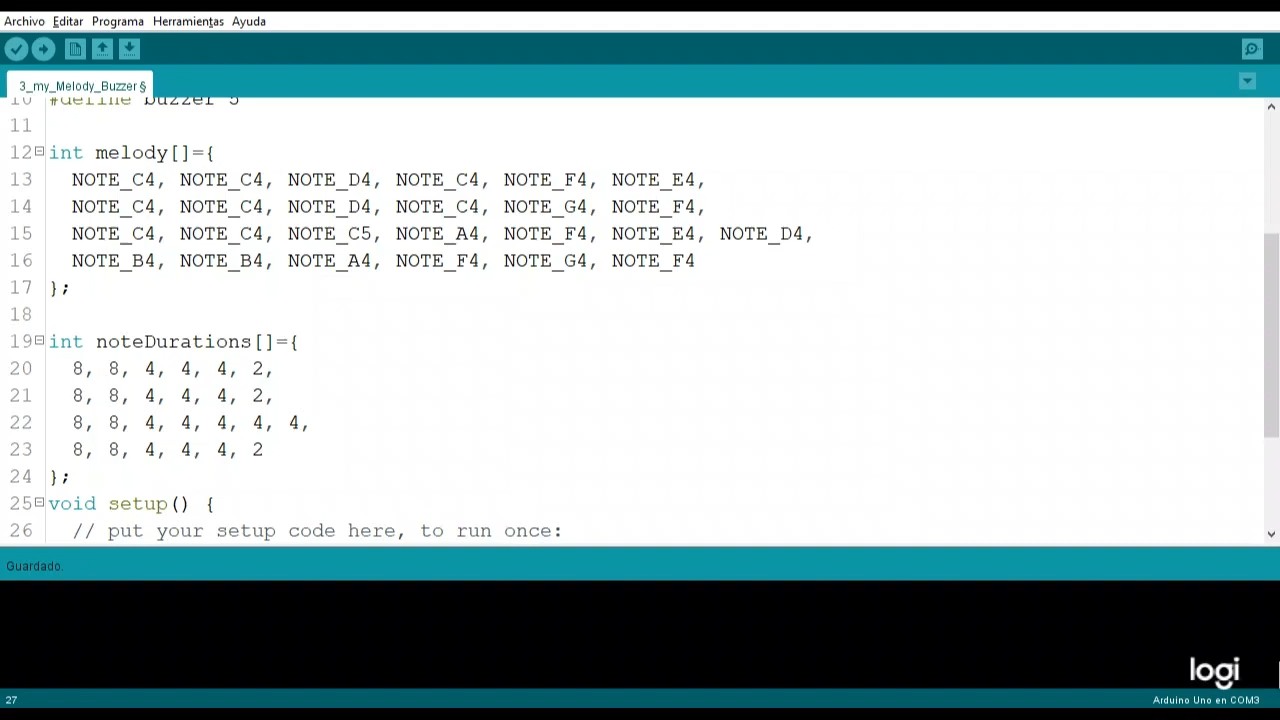 Archivo Editar Programa Herramientas Ayuda
3_my_Melody_Buzzer §
10 #define buzzer 5
11
12 int melody[]={
13 NOTE_C4, NOTE_C4, NOTE_D4, NOTE_C4, NOTE_F4, NOTE_E4,
14 NOTE_C4, NOTE_C4, NOTE_D4, NOTE_C4, NOTE_G4, NOTE_F4,
15 NOTE_C4, NOTE_C4, NOTE_C5, NOTE_A4, NOTE_F4, NOTE_E4, NOTE_D4,
16 NOTE_B4, NOTE_B4, NOTE_A4, NOTE_F4, NOTE_G4, NOTE_F4
17 };
18
19 int noteDurations[]={
20 8, 8, 4, 4, 4, 2,
21 8, 8, 4, 4, 4, 2,
22 8, 8, 4, 4, 4, 4, 4,
23 8, 8, 4, 4, 4, 2
24 };
25 void setup() {
26 // put your setup code here, to run once:
Guardado.
logi
27 Arduino Uno en COM3